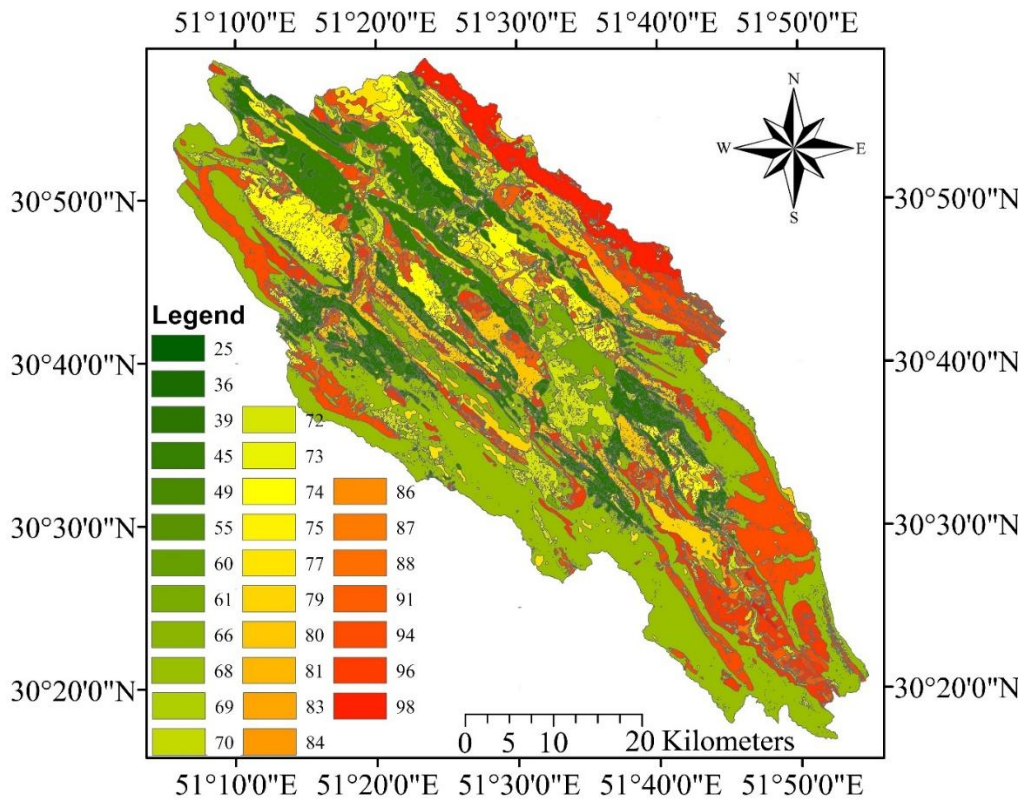 51°10'0"E 51°20'0"E 51°30'0"E 51°40'0"E 51°50'0"E
N
W E
S
30°50'0"N 30°50'0"N
30°40'0"N 30°40'0"N
30°30'0"N 30°30'0"N
30°20'0"N 30°20'0"N
Legend
25
36
39
45
49
55
60
61
66
68
69
70
72
73
74
75
77
79
80
81
83
84
86
87
88
91
94
96
98
0 5 10 20 Kilometers
51°10'0"E 51°20'0"E 51°30'0"E 51°40'0"E 51°50'0"E